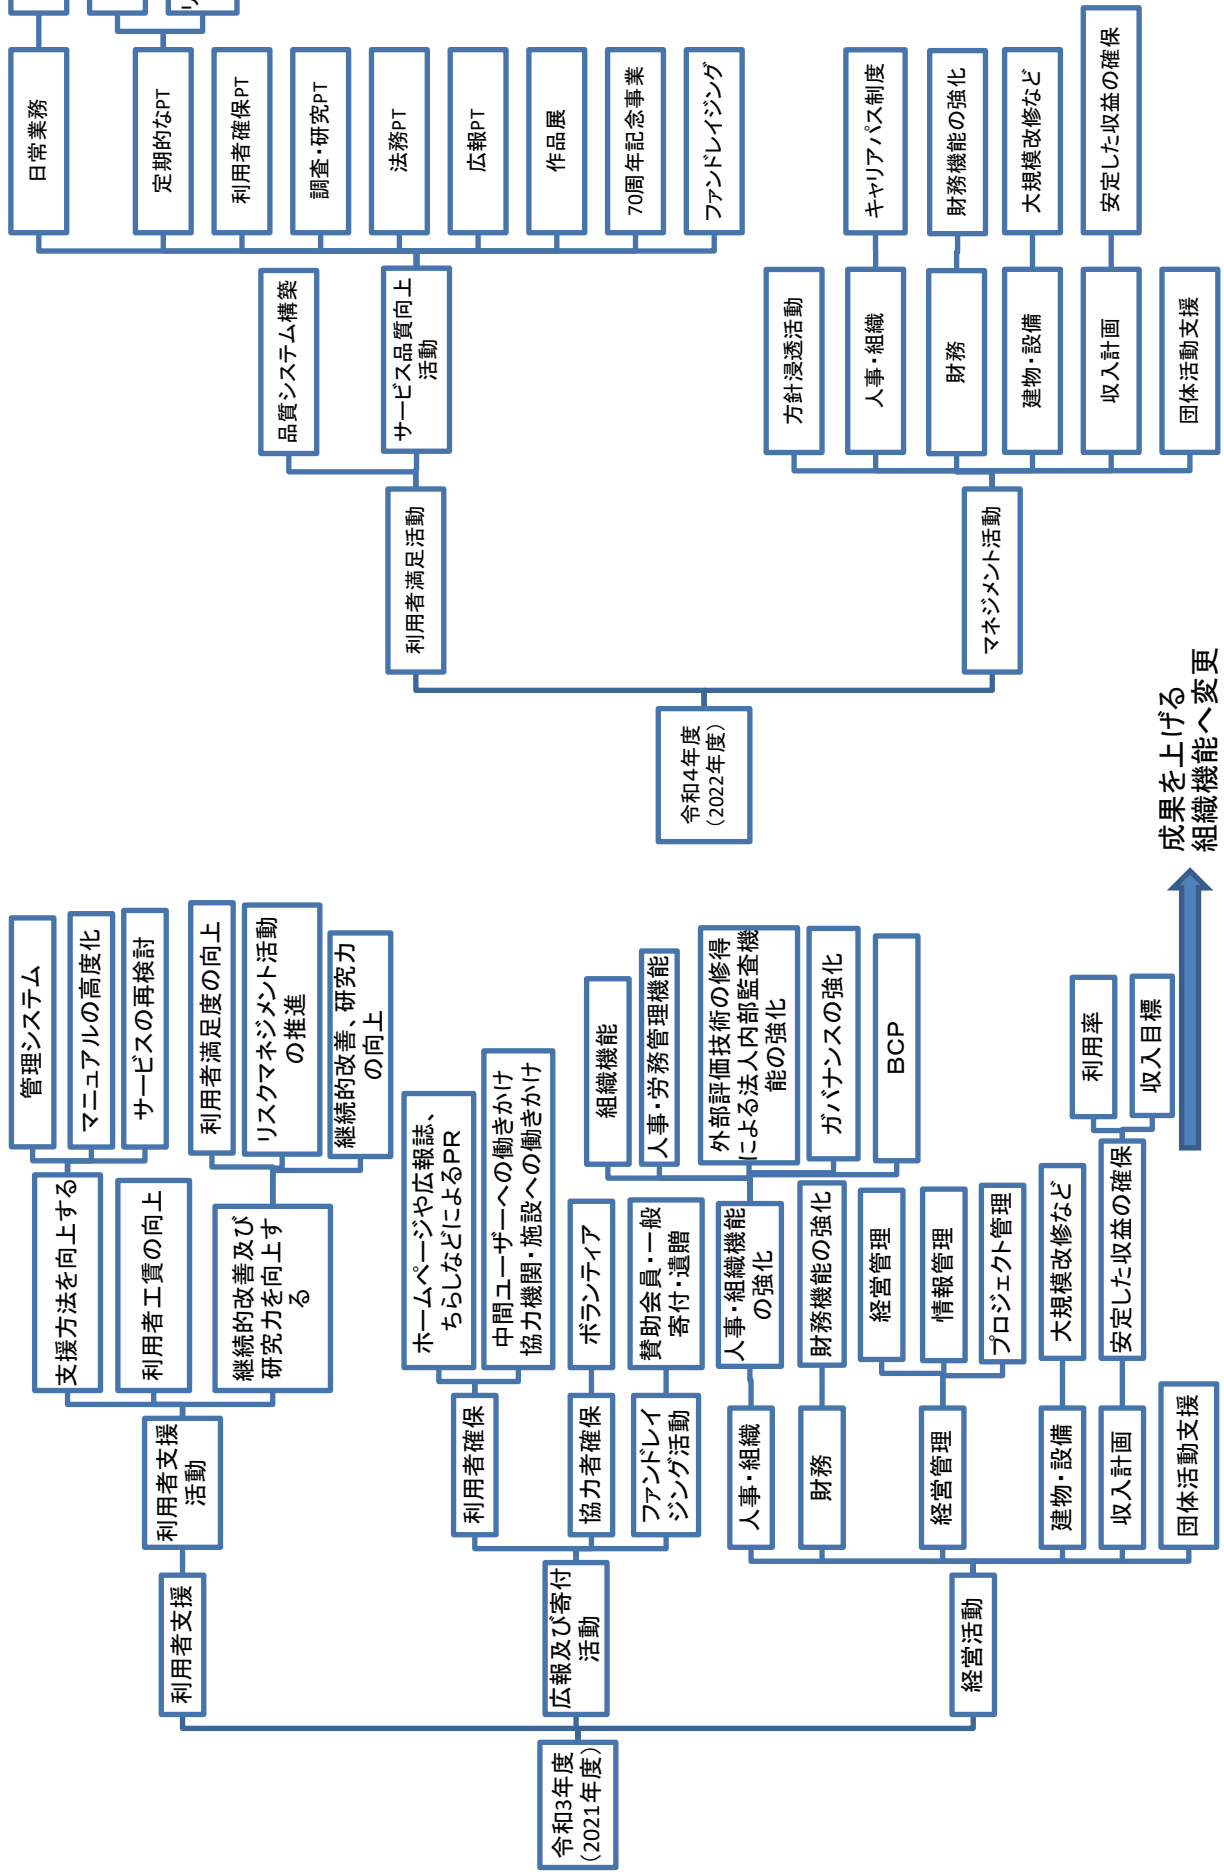 令和3年度
(2021年度)
利用者支援
利用者支援
活動
支援方法を向上する
管理システム
マニュアルの高度化
サービスの再検討
利用者工賃の向上
継続的改善及び
研究力を向上す
る
利用者満足度の向上
リスクマネジメント活動
の推進
継続的改善、研究力
の向上
広報及び寄付
活動
利用者確保
ホームページや広報誌、
ちらしなどによるPR
中間ユーザーへの働きかけ
協力機関・施設への働きかけ
協力者確保
ボランティア
ファンドレイ
ジング活動
賛助会員・一般
寄付・遺贈
経営活動
人事・組織
人事・組織機能
の強化
組織機能
人事・労務管理機能
外部評価技術の修得
による法人内部監査機
能の強化
ガバナンスの強化
BCP
財務
財務機能の強化
経営管理
経営管理
情報管理
プロジェクト管理
建物・設備
大規模改修など
収入計画
安定した収益の確保
利用率
収入目標
団体活動支援
成果を上げる
組織機能へ変更
令和4年度
(2022年度)
利用者満足活動
品質システム構築
サービス品質向上
活動
日常業務
定期的なPT
利用者確保PT
調査・研究PT
法務PT
広報PT
作品展
70周年記念事業
ファンドレイジング
マネジメント活動
方針浸透活動
人事・組織
キャリアパス制度
財務
財務機能の強化
建物・設備
大規模改修など
収入計画
安定した収益の確保
団体活動支援